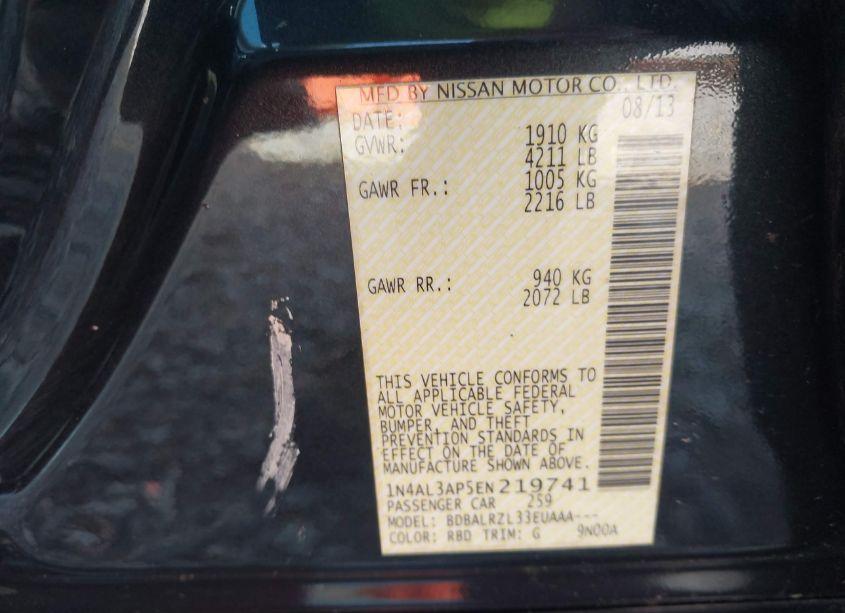 MFD BY NISSAN MOTOR CO., LTD.
DATE: 08/13
GVWR: 1910 KG
4211 LB
GAWR FR.: 1005 KG
2216 LB
GAWR RR.: 940 KG
2072 LB
THIS VEHICLE CONFORMS TO
ALL APPLICABLE FEDERAL
MOTOR VEHICLE SAFETY,
BUMPER, AND THEFT
PREVENTION STANDARDS IN
EFFECT ON THE DATE OF
MANUFACTURE SHOWN ABOVE.
1N4AL3AP5EN219741
PASSENGER CAR 259
MODEL: BDBALRZL33EUAAA---
COLOR: RBD TRIM: G 9N00A